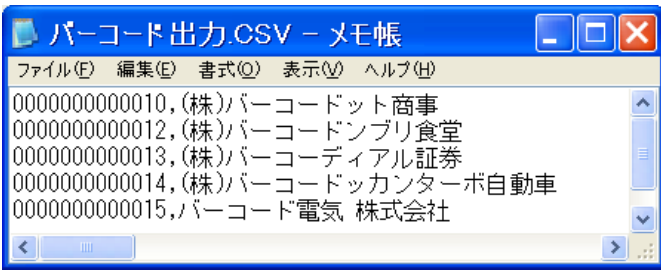 バーコード出力.CSV - メモ帳
ファイル(F) 編集(E) 書式(O) 表示(V) ヘルプ(H)
0000000000010,(株)バーコードット商事
0000000000012,(株)バーコードンブリ食堂
0000000000013,(株)バーコーディアル証券
0000000000014,(株)バーコードッカンターボ自動車
0000000000015,バーコード電気 株式会社